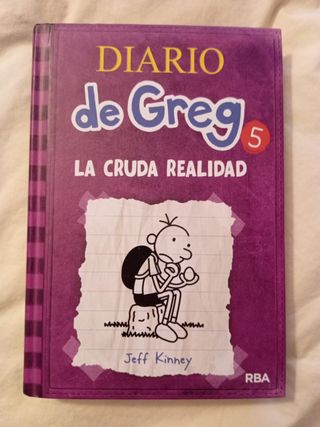 DIARIO
de Greg
5
LA CRUDA REALIDAD
Jeff Kinney
RBA